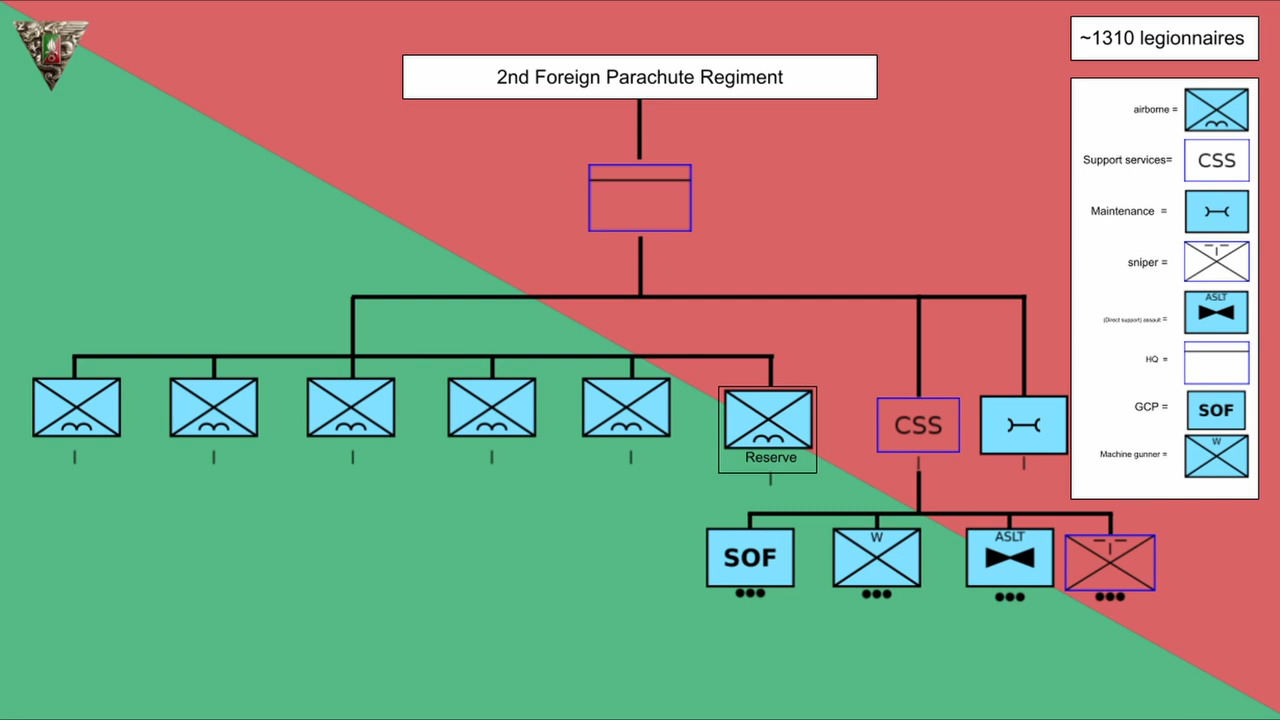 ~1310 legionnaires
2nd Foreign Parachute Regiment
airborne =
Support services=
CSS
Maintenance =
sniper =
(Direct support) assault =
ASLT
HQ =
GCP =
SOF
Machine gunner =
W
Reserve
CSS
SOF
W
ASLT